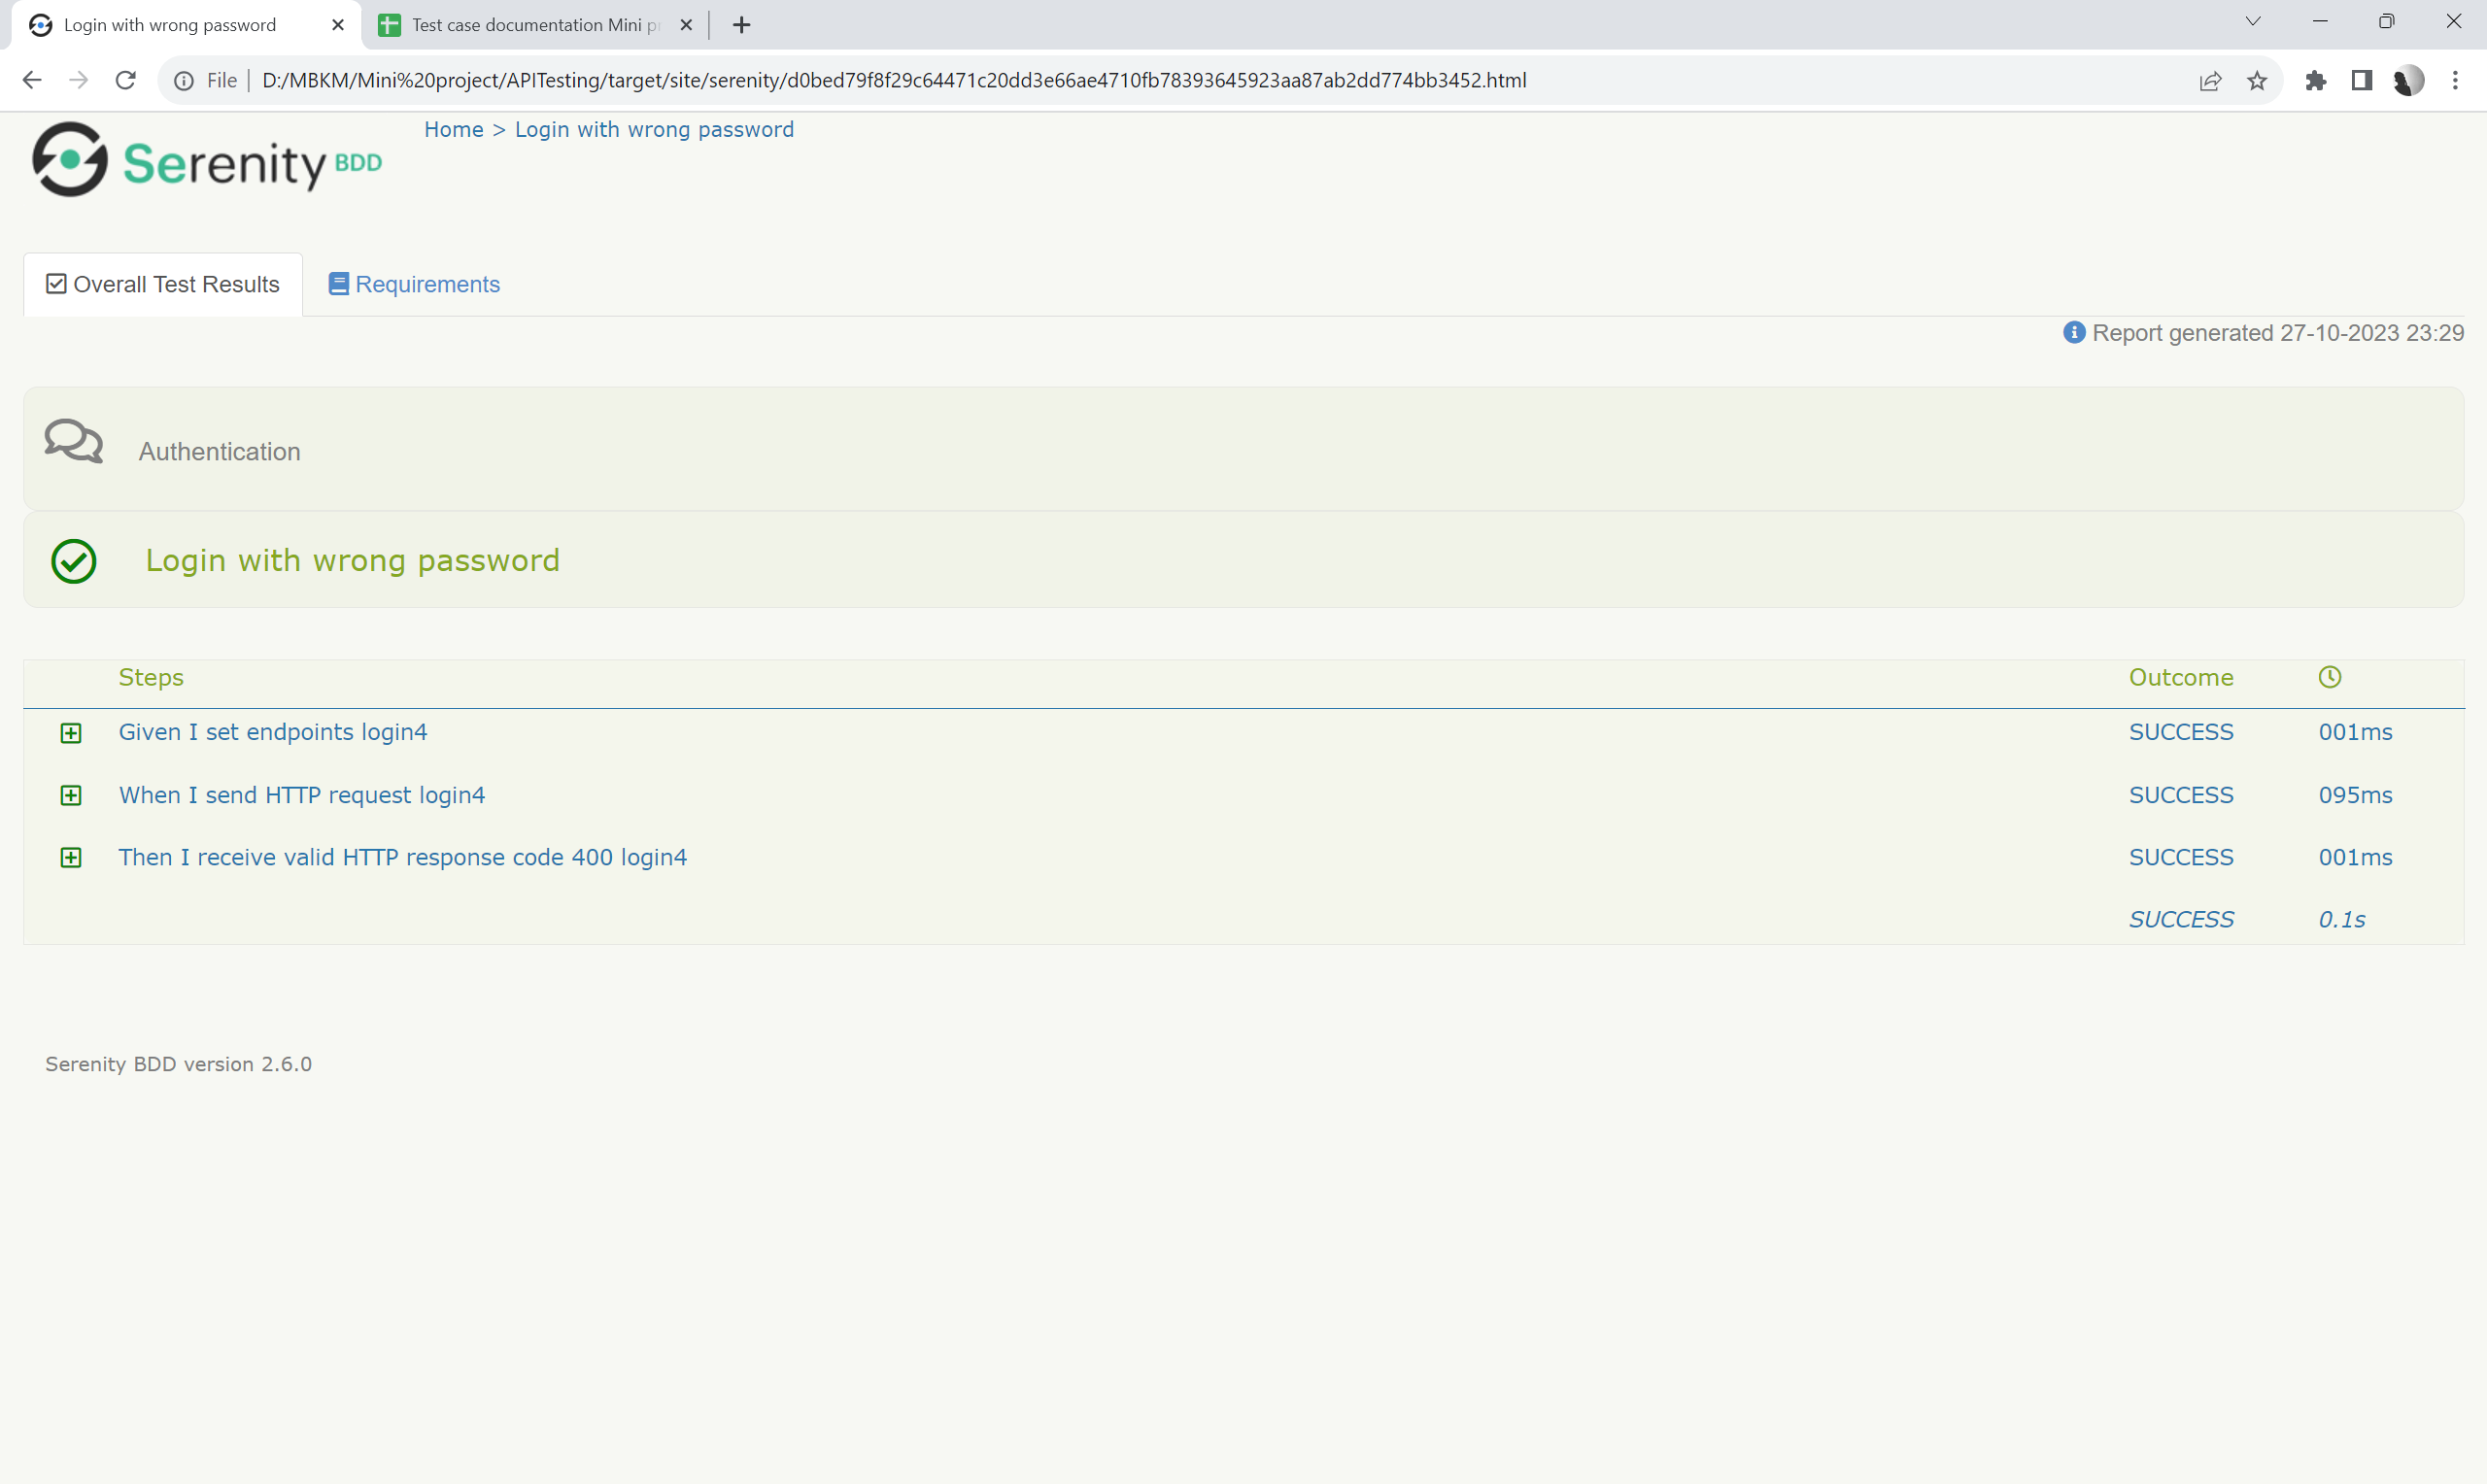 Login with wrong password
Test case documentation Mini
File
D:/MBKM/Mini%20project/APITesting/target/site/serenity/d0bed79f8f29c64471c20dd3e66ae4710fb78393645923aa87ab2dd774bb3452.html
Serenity BDD
Home > Login with wrong password
Overall Test Results
Requirements
Report generated 27-10-2023 23:29
Authentication
Login with wrong password
Steps Outcome
Given I set endpoints login4 SUCCESS 001ms
When I send HTTP request login4 SUCCESS 095ms
Then I receive valid HTTP response code 400 login4 SUCCESS 001ms
SUCCESS 0.1s
Serenity BDD version 2.6.0